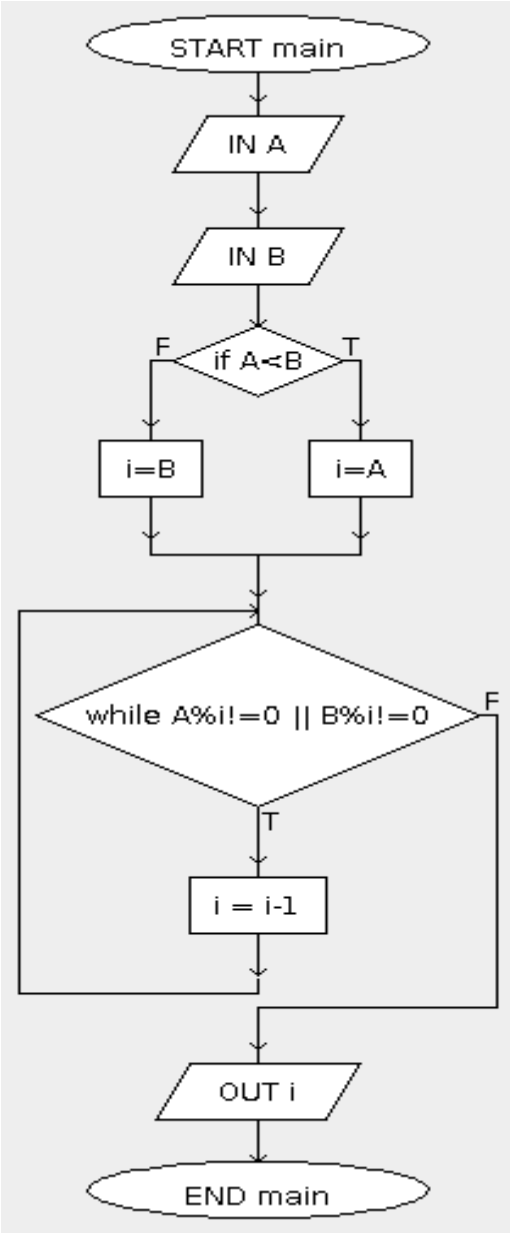 START main
IN A
IN B
F
if A<B
T
i=B
i=A
while A%i!=0 || B%i!=0
F
T
i = i-1
OUT i
END main